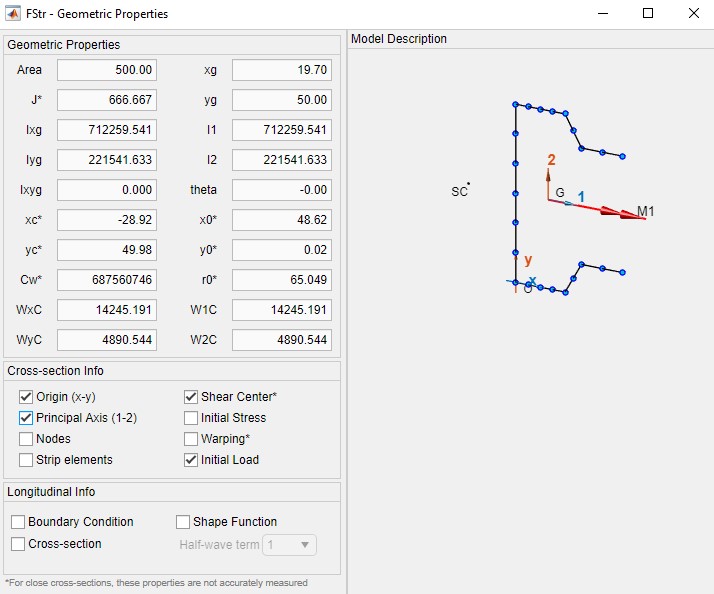 FStr - Geometric Properties
Geometric Properties
Area 500.00 xg 19.70
J* 666.667 yg 50.00
Ixg 712259.541 I1 712259.541
Iyg 221541.633 I2 221541.633
Ixyg 0.000 theta -0.00
xc* -28.92 x0* 48.62
yc* 49.98 y0* 0.02
Cw* 687560746 r0* 65.049
WxC 14245.191 W1C 14245.191
WyC 4890.544 W2C 4890.544
Cross-section Info
Origin (x-y) Shear Center*
Principal Axis (1-2) Initial Stress
Nodes Warping*
Strip elements Initial Load
Longitudinal Info
Boundary Condition Shape Function
Cross-section Half-wave term 1
*For close cross-sections, these properties are not accurately measured
Model Description
2
SC G 1
M1
y
x
O